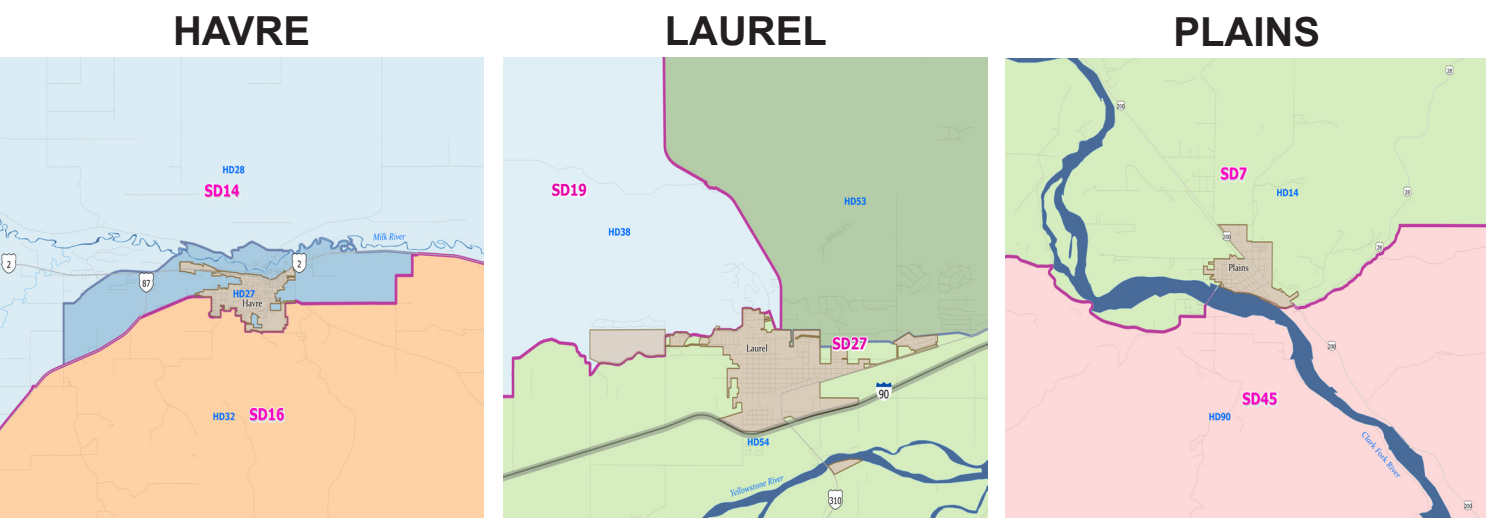 HAVRE
HD28
SD14
Milk River
2
87
2
HD27
Havre
HD32
SD16
LAUREL
SD19
HD53
HD38
Laurel
SD27
90
HD54
Yellowstone River
310
PLAINS
28
200
SD7
HD14
28
200
28
Plains
200
SD45
HD90
Clark Fork River
200